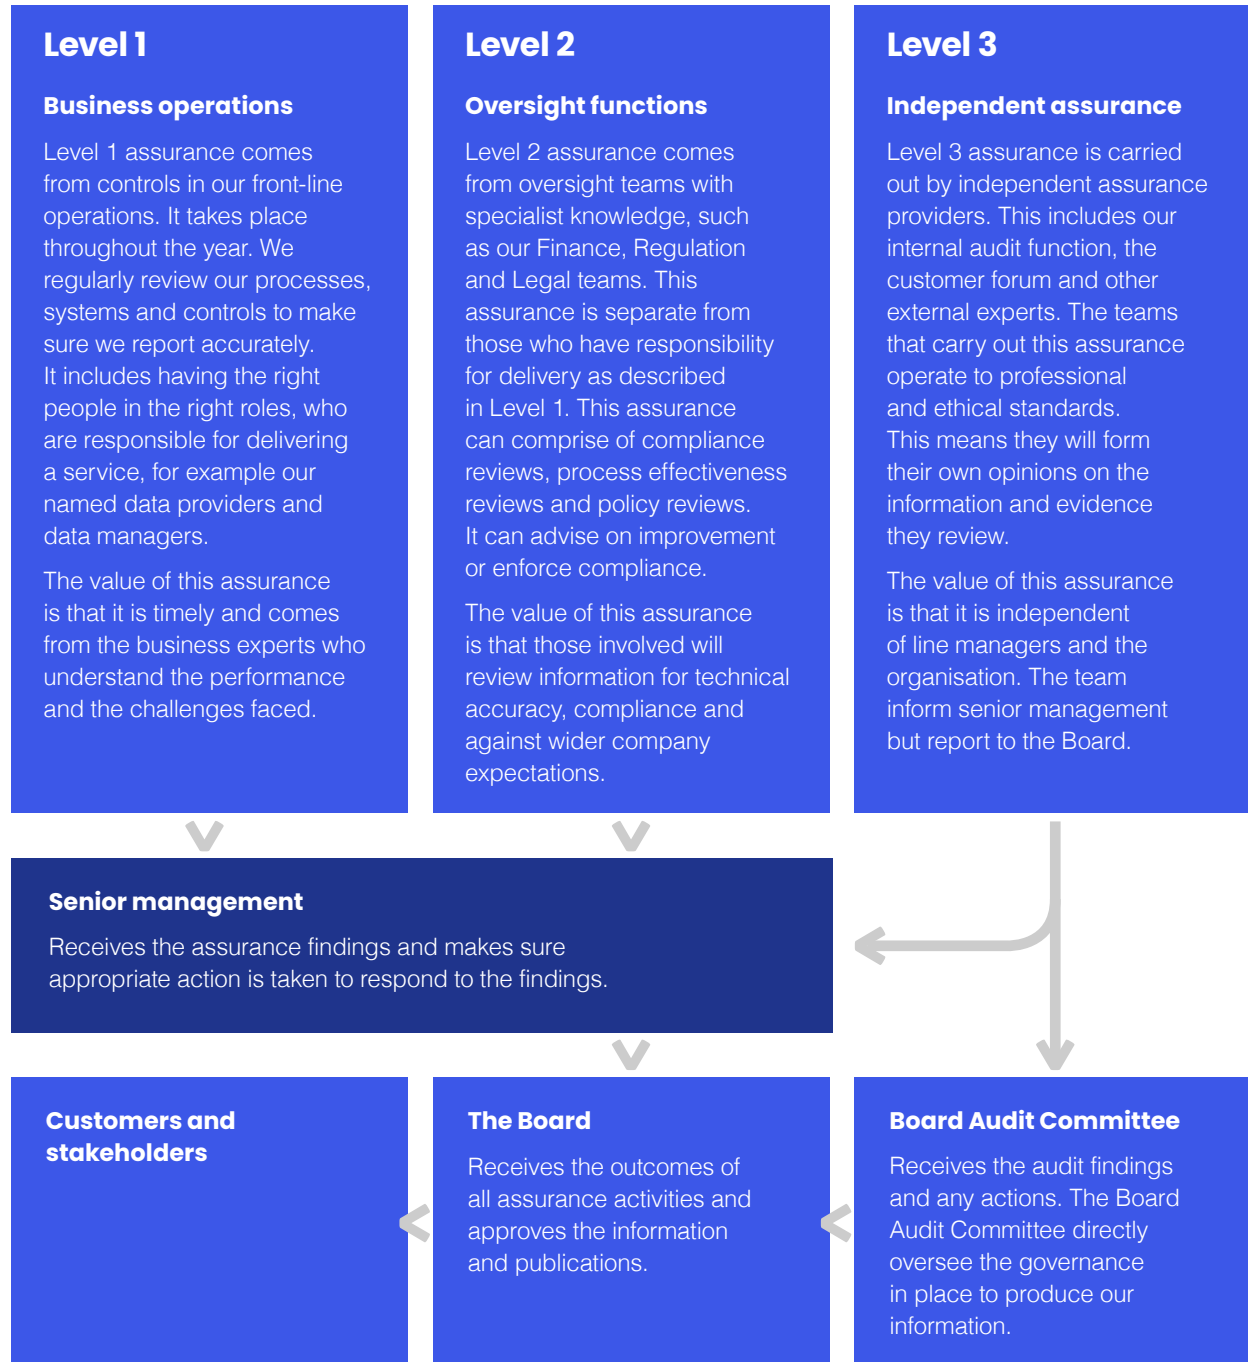 Level 1
Business operations
Level 1 assurance comes
from controls in our front-line
operations. It takes place
throughout the year. We
regularly review our processes,
systems and controls to make
sure we report accurately.
It includes having the right
people in the right roles, who
are responsible for delivering
a service, for example our
named data providers and
data managers.
The value of this assurance
is that it is timely and comes
from the business experts who
understand the performance
and the challenges faced.
Level 2
Oversight functions
Level 2 assurance comes
from oversight teams with
specialist knowledge, such
as our Finance, Regulation
and Legal teams. This
assurance is separate from
those who have responsibility
for delivery as described
in Level 1. This assurance
can comprise of compliance
reviews, process effectiveness
reviews and policy reviews.
It can advise on improvement
or enforce compliance.
The value of this assurance
is that those involved will
review information for technical
accuracy, compliance and
against wider company
expectations.
Level 3
Independent assurance
Level 3 assurance is carried
out by independent assurance
providers. This includes our
internal audit function, the
customer forum and other
external experts. The teams
that carry out this assurance
operate to professional
and ethical standards.
This means they will form
their own opinions on the
information and evidence
they review.
The value of this assurance
is that it is independent
of line managers and the
organisation. The team
inform senior management
but report to the Board.
Senior management
Receives the assurance findings and makes sure
appropriate action is taken to respond to the findings.
Customers and
stakeholders
The Board
Receives the outcomes of
all assurance activities and
approves the information
and publications.
Board Audit Committee
Receives the audit findings
and any actions. The Board
Audit Committee directly
oversee the governance
in place to produce our
information.